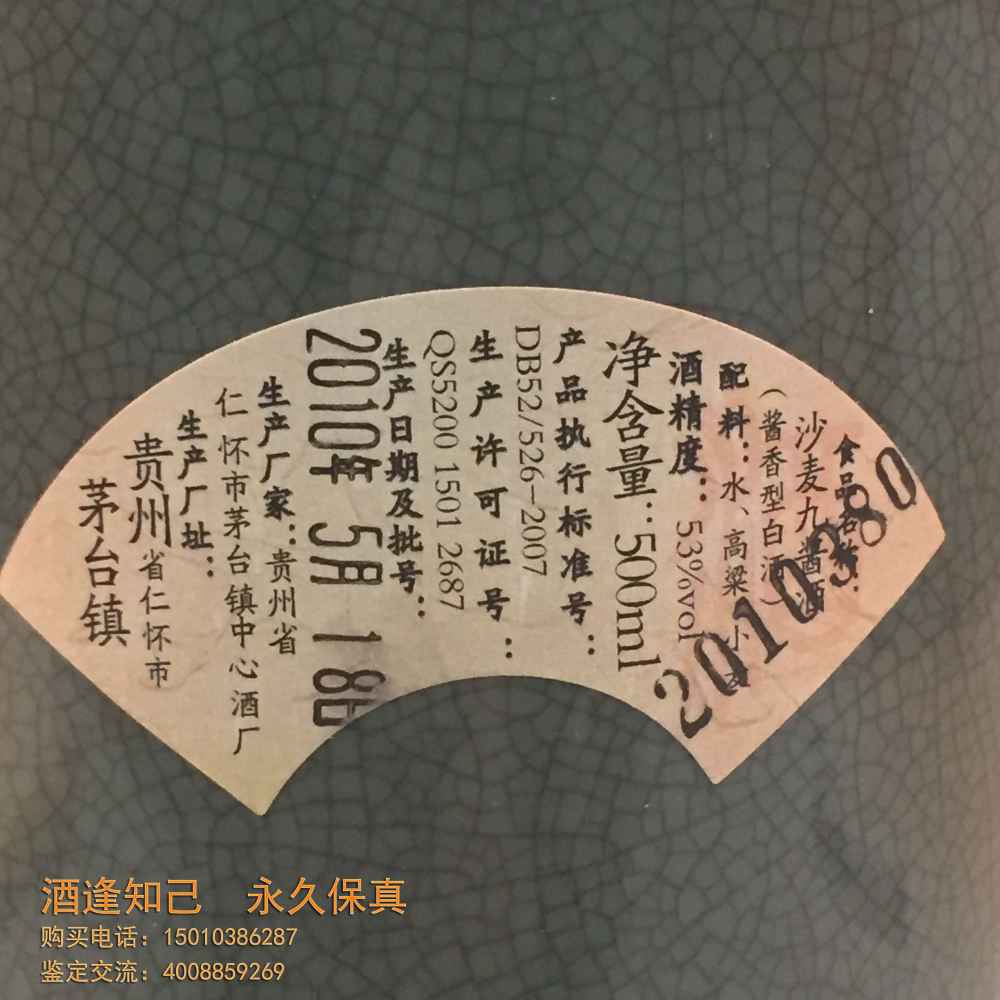 食品名称：
沙麦九酱酒
（酱香型白酒）
配料：水、高粱、小麦
酒精度：53%vol
净含量：500ml
产品执行标准号：
DB52/526-2007
生产许可证号：
QS5200 1501 2687
生产日期及批号：
2010年 5月 18日
生产厂家：贵州省
仁怀市茅台镇中心酒厂
生产厂址：
贵州省仁怀市
茅台镇
酒逢知己 永久保真
购买电话：15010386287
鉴定交流：4008859269